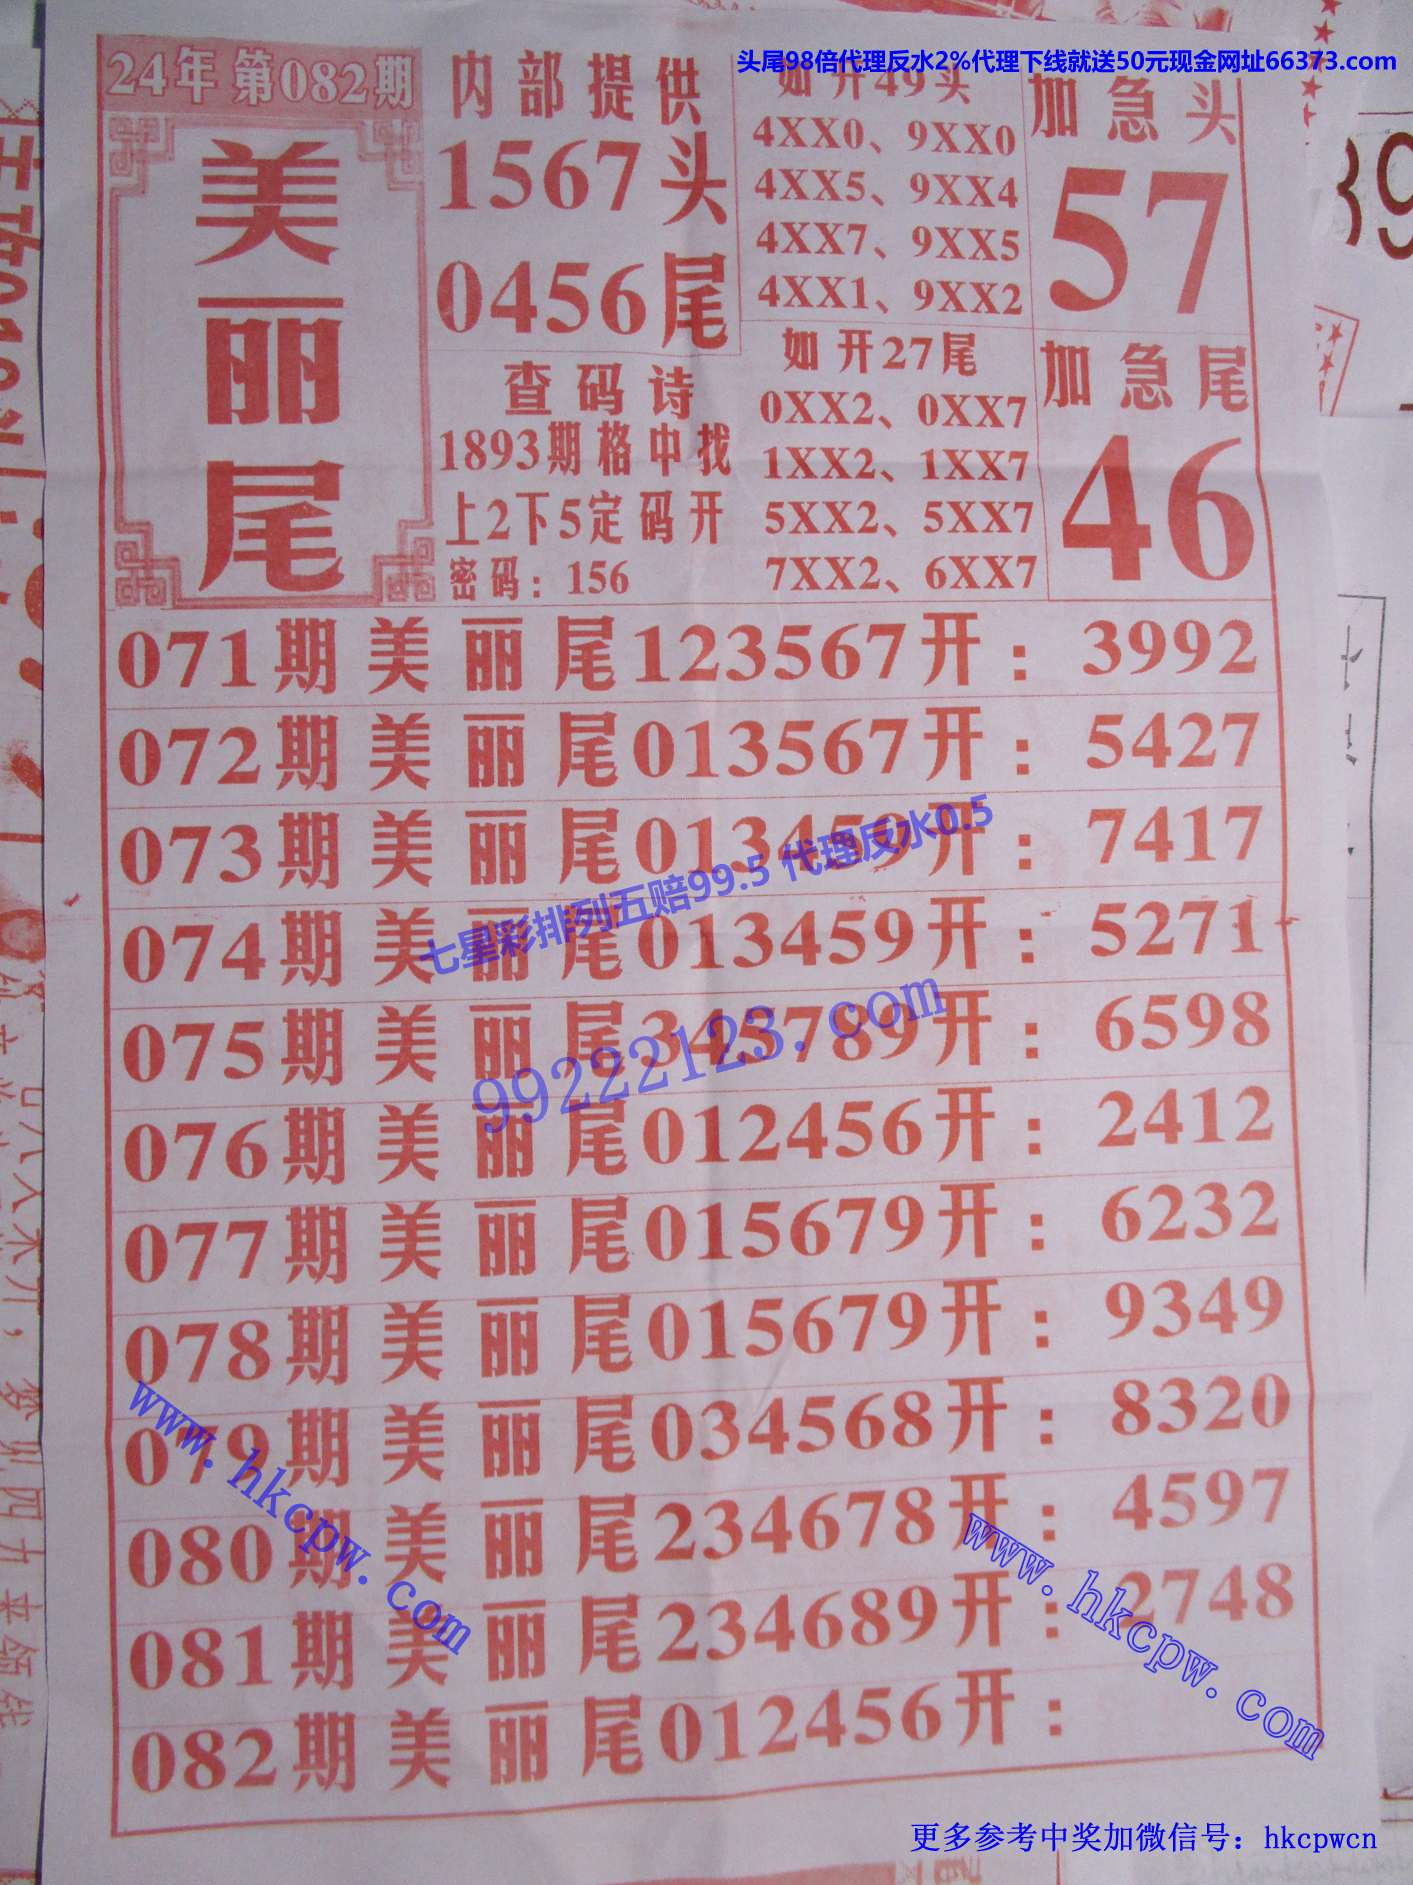 头尾98倍代理反水2%代理下线就送50元现金网址66373.com
24年 第082期
美丽尾
内部提供
1567头
0456尾
查码诗
1893期格中找
上2下5定码开
密码：156
如开49头
4XX0、9XX0
4XX5、9XX4
4XX7、9XX5
4XX1、9XX2
如开27尾
0XX2、0XX7
1XX2、1XX7
5XX2、5XX7
7XX2、6XX7
加急头
57
加急尾
46
071期美丽尾123567开：3992
072期美丽尾013567开：5427
073期美丽尾013459开：7417
074期美丽尾013459开：5271
075期美丽尾345789开：6598
076期美丽尾012456开：2412
077期美丽尾015679开：6232
078期美丽尾015679开：9349
079期美丽尾034568开：8320
080期美丽尾234678开：4597
081期美丽尾234689开：2748
082期美丽尾012456开：
七星彩排列五赔99.5 代理反水0.5
99222123.com
www.hkcpw.com
www.hkcpw.com
更多参考中奖加微信号：hkcpwcn